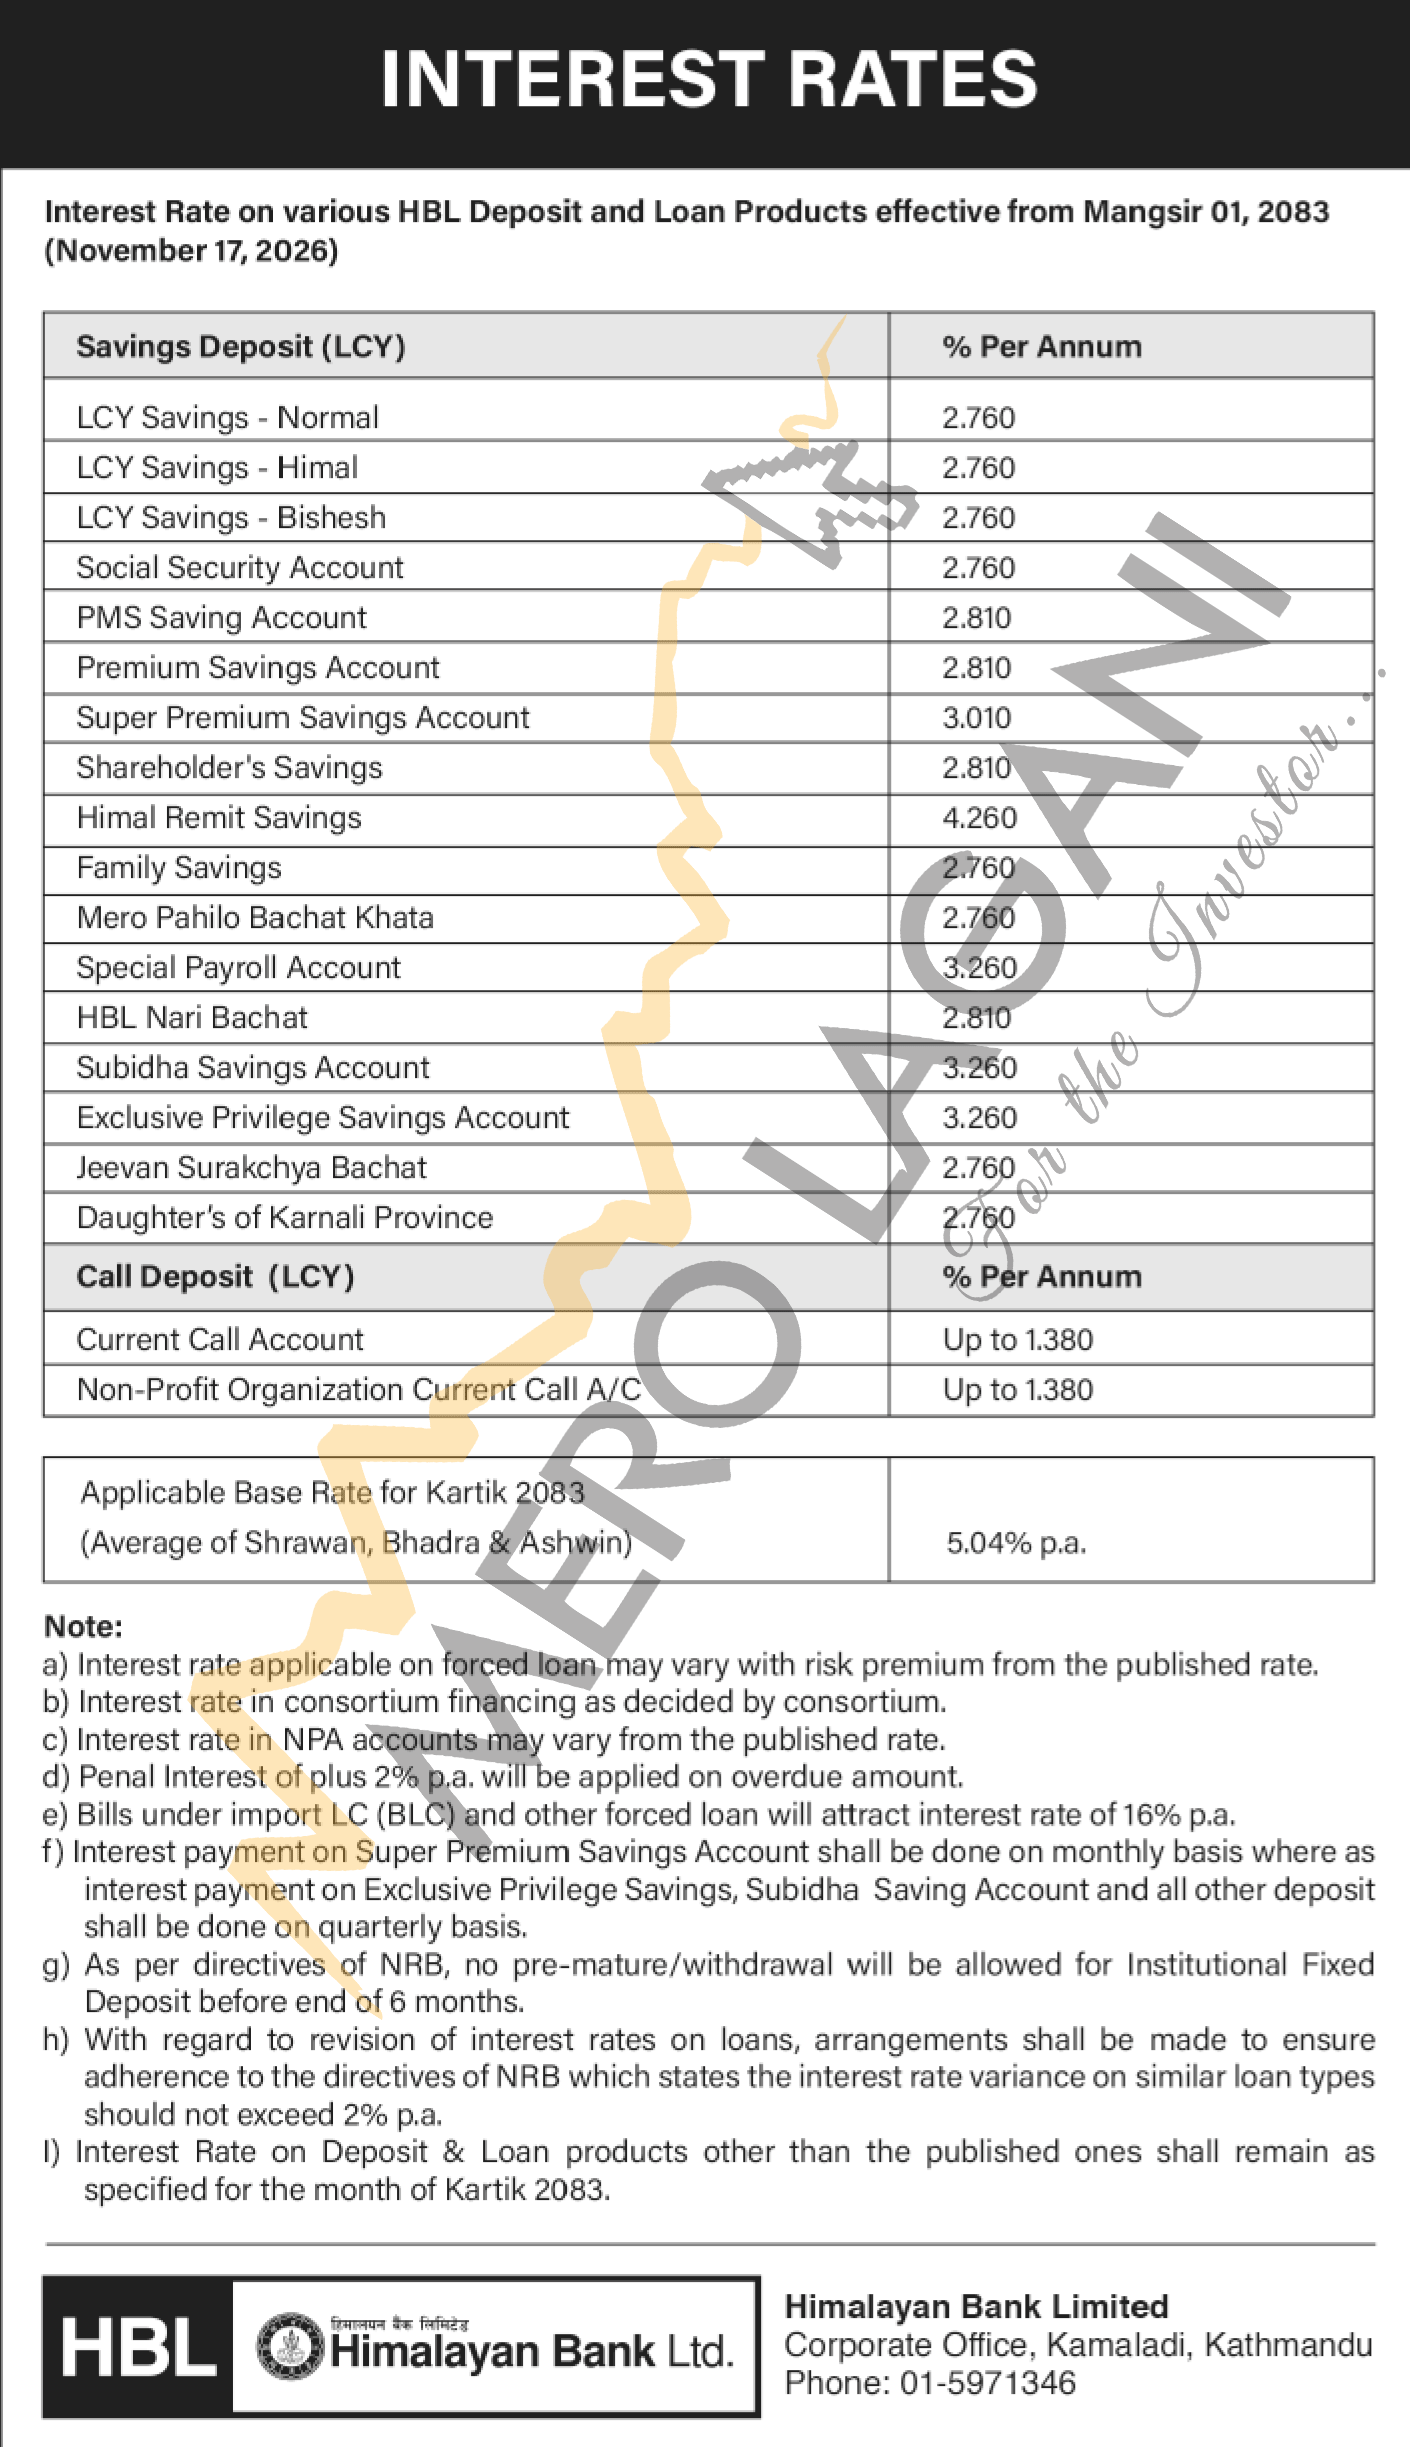 INTEREST RATES
Interest Rate on various HBL Deposit and Loan Products effective from Mangsir 01, 2083
(November 17, 2026)
Savings Deposit (LCY) % Per Annum
LCY Savings - Normal 2.760
LCY Savings - Himal 2.760
LCY Savings - Bishesh 2.760
Social Security Account 2.760
PMS Saving Account 2.810
Premium Savings Account 2.810
Super Premium Savings Account 3.010
Shareholder's Savings 2.810
Himal Remit Savings 4.260
Family Savings 2.760
Mero Pahilo Bachat Khata 2.760
Special Payroll Account 3.260
HBL Nari Bachat 2.810
Subidha Savings Account 3.260
Exclusive Privilege Savings Account 3.260
Jeevan Surakchya Bachat 2.760
Daughter's of Karnali Province 2.760
Call Deposit (LCY) % Per Annum
Current Call Account Up to 1.380
Non-Profit Organization Current Call A/C Up to 1.380
Applicable Base Rate for Kartik 2083
(Average of Shrawan, Bhadra & Ashwin) 5.04% p.a.
Note:
a) Interest rate applicable on forced loan may vary with risk premium from the published rate.
b) Interest rate in consortium financing as decided by consortium.
c) Interest rate in NPA accounts may vary from the published rate.
d) Penal Interest of plus 2% p.a. will be applied on overdue amount.
e) Bills under import LC (BLC) and other forced loan will attract interest rate of 16% p.a.
f) Interest payment on Super Premium Savings Account shall be done on monthly basis where as
interest payment on Exclusive Privilege Savings, Subidha Saving Account and all other deposit
shall be done on quarterly basis.
g) As per directives of NRB, no pre-mature/withdrawal will be allowed for Institutional Fixed
Deposit before end of 6 months.
h) With regard to revision of interest rates on loans, arrangements shall be made to ensure
adherence to the directives of NRB which states the interest rate variance on similar loan types
should not exceed 2% p.a.
I) Interest Rate on Deposit & Loan products other than the published ones shall remain as
specified for the month of Kartik 2083.
MERO LAGANI
For the Investor...
HBL
हिमालयन बैंक लिमिटेड
Himalayan Bank Ltd.
Himalayan Bank Limited
Corporate Office, Kamaladi, Kathmandu
Phone: 01-5971346